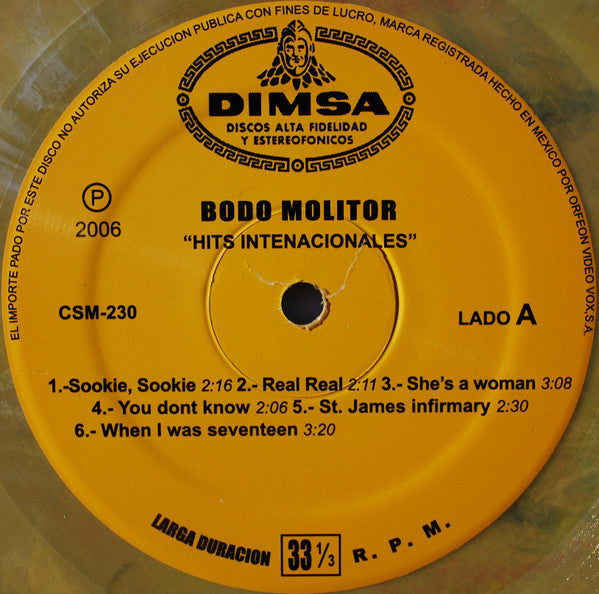 EL IMPORTE PADO POR ESTE DISCO NO AUTORIZA SU EJECUCION PUBLICA CON FINES DE LUCRO, MARCA REGISTRADA HECHO EN MEXICO POR ORFEON VIDEO VOX,S.A.
DIMSA
DISCOS ALTA FIDELIDAD
Y ESTEREOFONICOS
BODO MOLITOR
Ⓟ
2006
"HITS INTENACIONALES"
CSM-230
LADO A
1.-Sookie, Sookie 2:16 2.- Real Real 2:11 3.- She's a woman 3:08
4.- You dont know 2:06 5.- St. James infirmary 2:30
6.- When I was seventeen 3:20
LARGA DURACION 33 1/3 R. P. M.